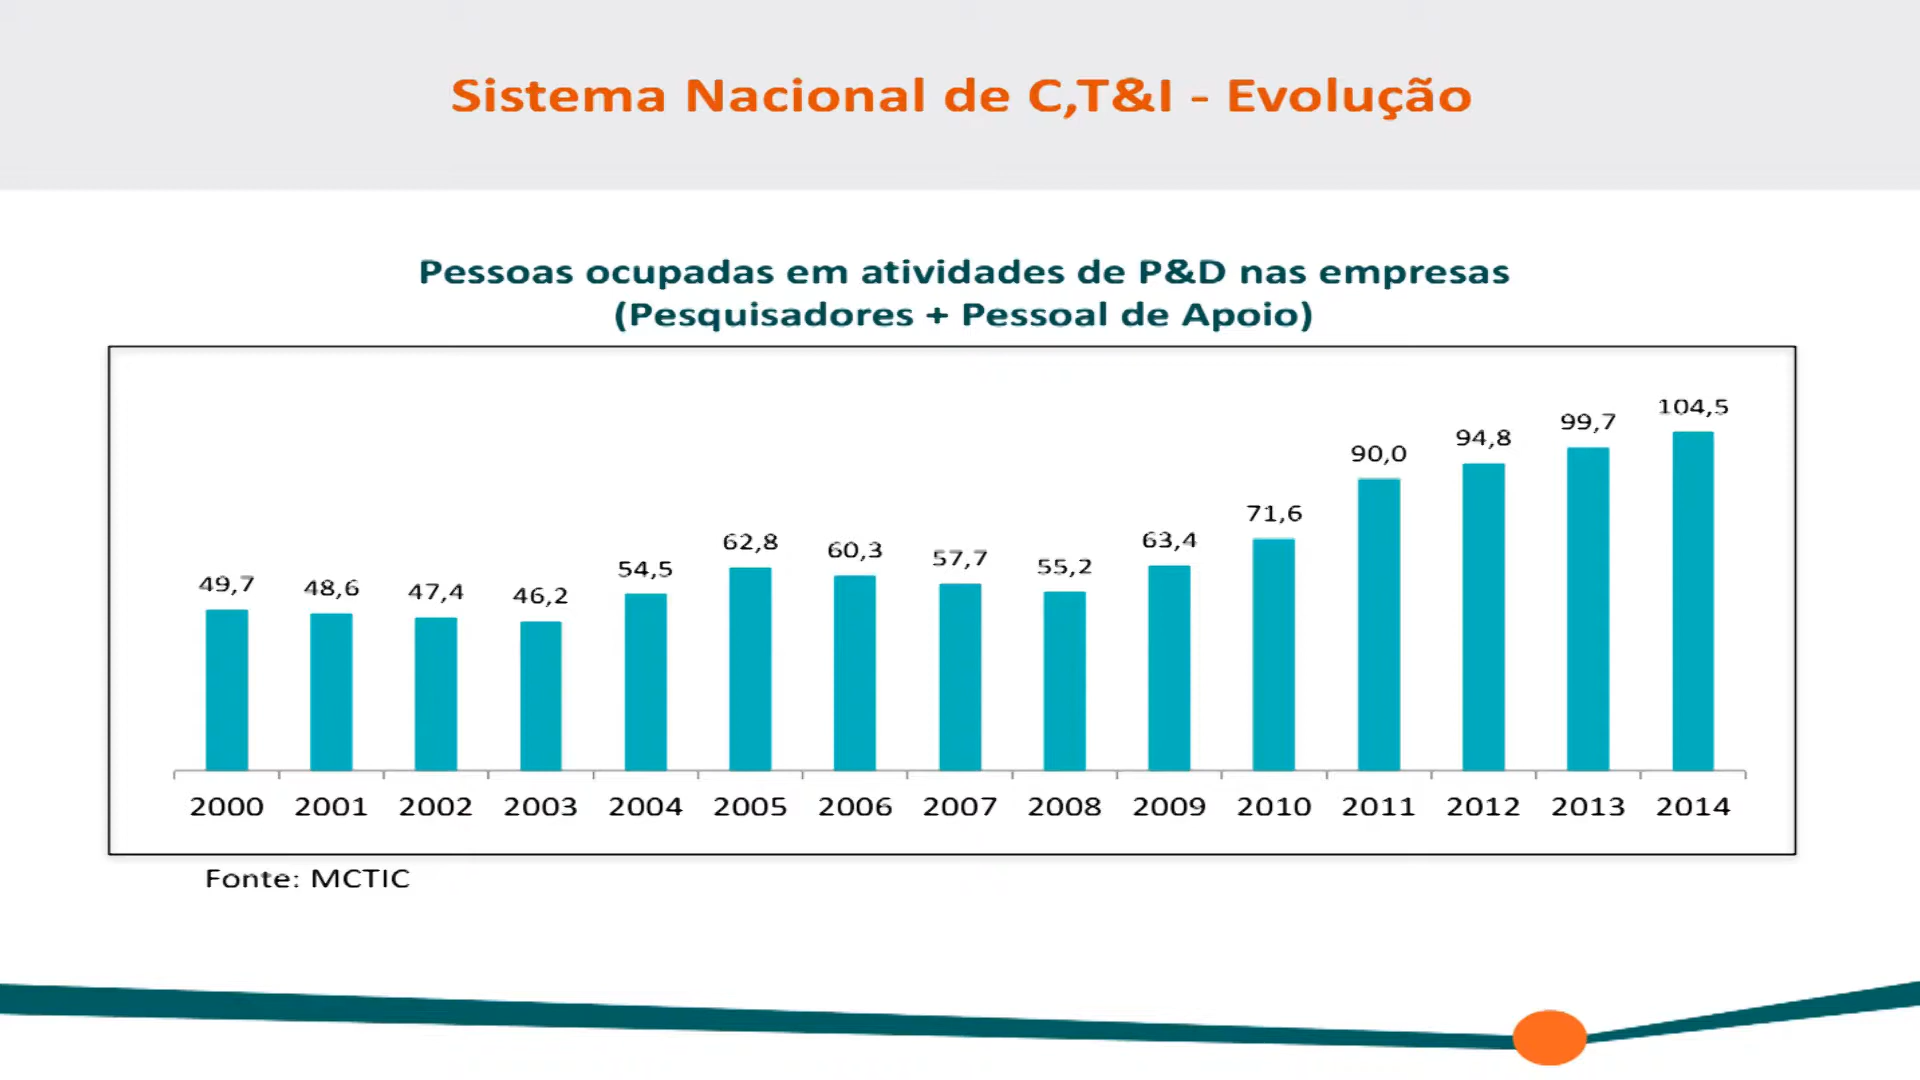 Sistema Nacional de C,T&I - Evolução
Pessoas ocupadas em atividades de P&D nas empresas
(Pesquisadores + Pessoal de Apoio)
49,7 48,6 47,4 46,2 54,5 62,8 60,3 57,7 55,2 63,4 71,6 90,0 94,8 99,7 104,5
2000 2001 2002 2003 2004 2005 2006 2007 2008 2009 2010 2011 2012 2013 2014
Fonte: MCTIC